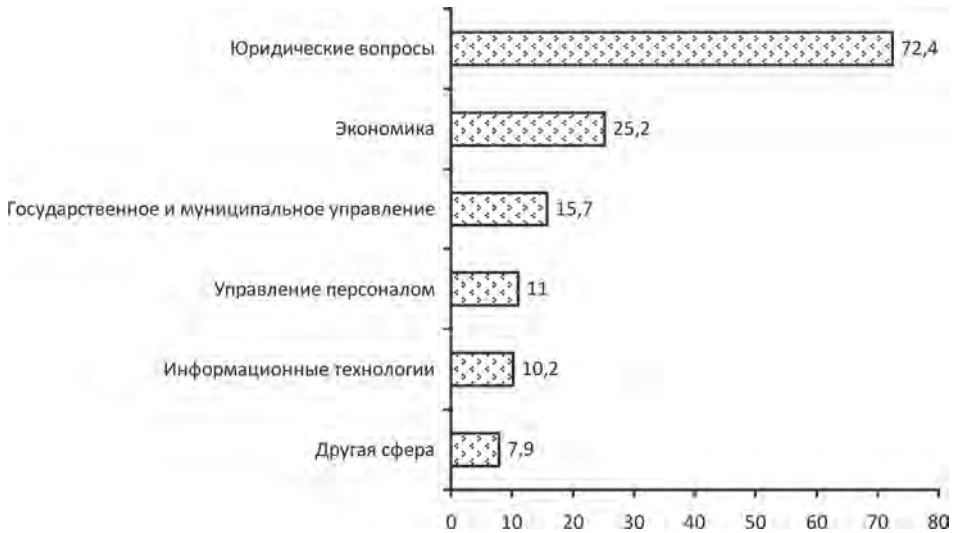 Юридические вопросы 72,4
Экономика 25,2
Государственное и муниципальное управление 15,7
Управление персоналом 11
Информационные технологии 10,2
Другая сфера 7,9
0 10 20 30 40 50 60 70 80